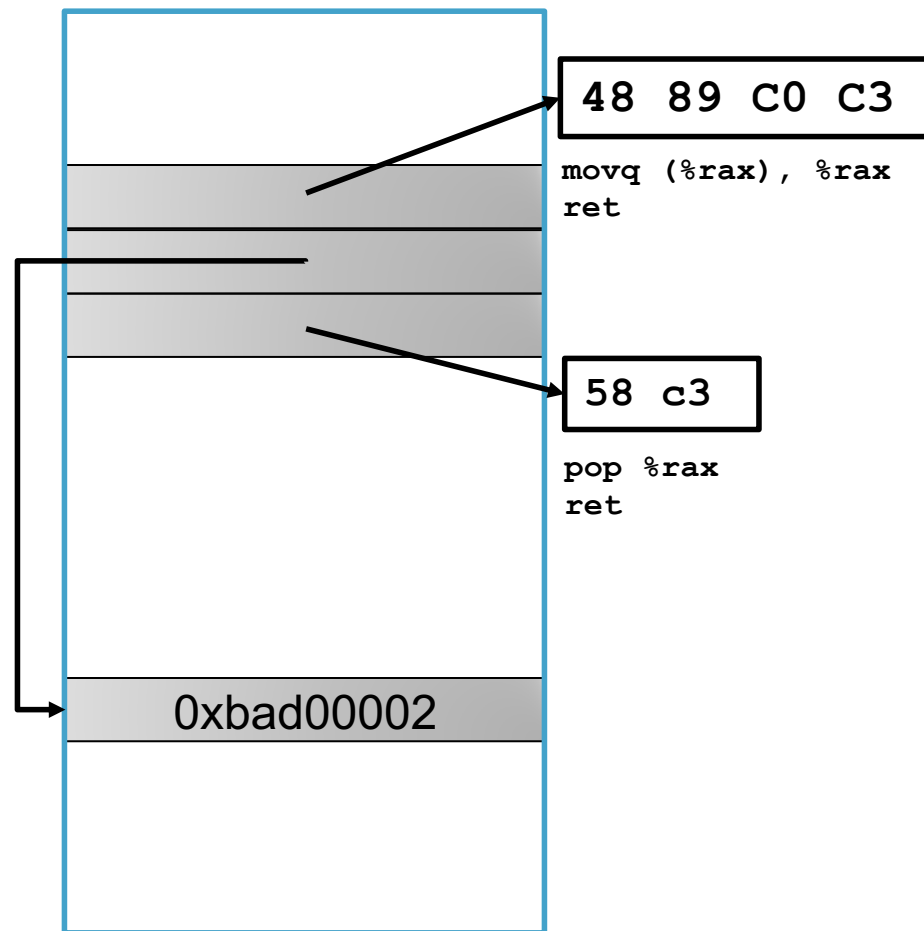 48 89 C0 C3
movq (%rax), %rax
ret
58 c3
pop %rax
ret
0xbad00002